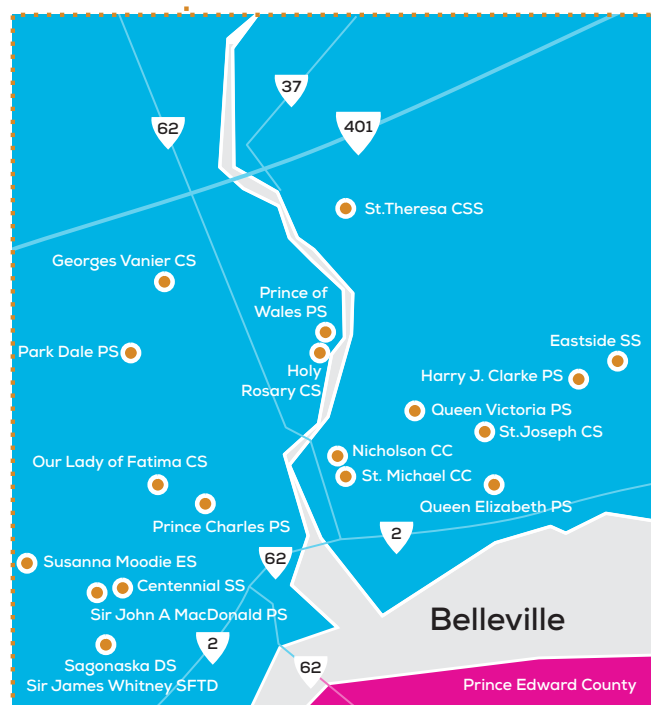 37
401
62
St.Theresa CSS
Georges Vanier CS
Prince of
Wales PS
Eastside SS
Park Dale PS
Holy
Rosary CS
Harry J. Clarke PS
Queen Victoria PS
St.Joseph CS
Nicholson CC
Our Lady of Fatima CS
St. Michael CC
Queen Elizabeth PS
Prince Charles PS
2
Susanna Moodie ES
62
Centennial SS
Sir John A MacDonald PS
Belleville
2
Sagonaska DS
Sir James Whitney SFTD
62
Prince Edward County